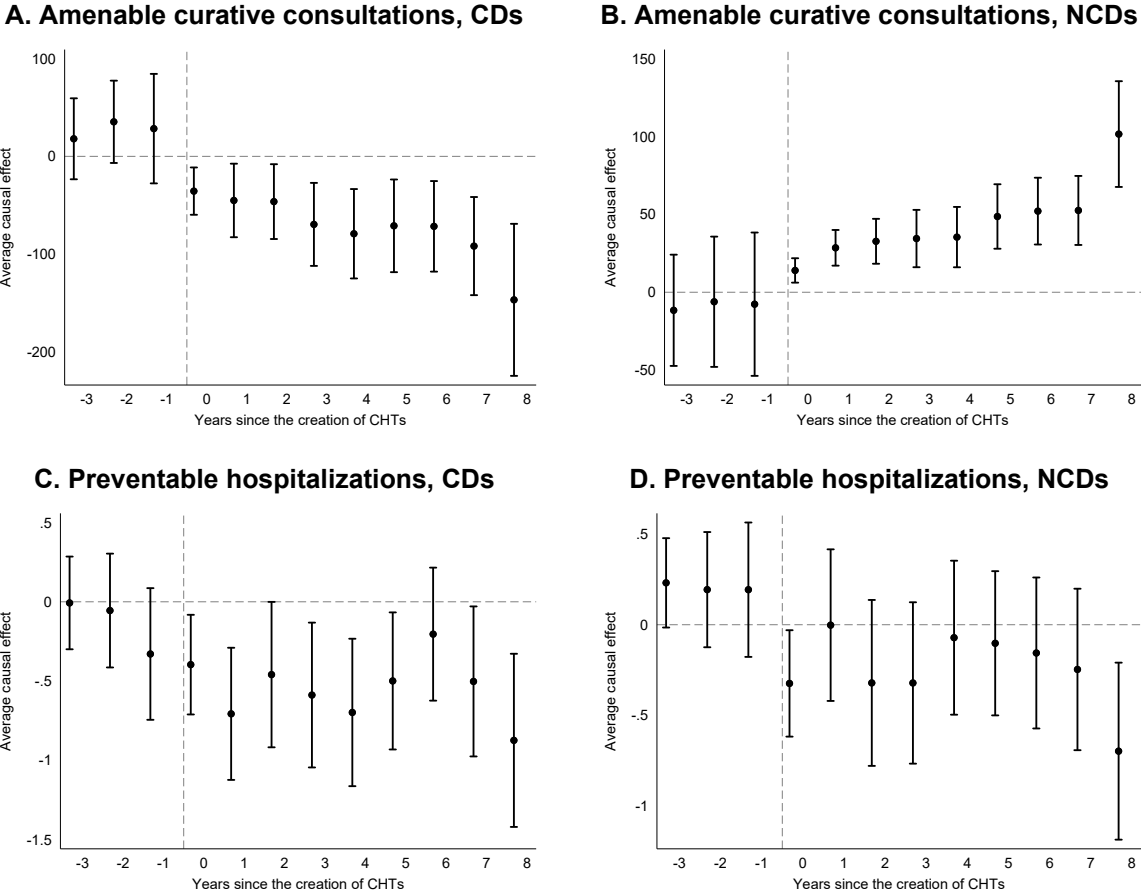 A. Amenable curative consultations, CDs
100
0
-100
-200
Average causal effect
-3 -2 -1 0 1 2 3 4 5 6 7 8
Years since the creation of CHTs
B. Amenable curative consultations, NCDs
150
100
50
0
-50
Average causal effect
-3 -2 -1 0 1 2 3 4 5 6 7 8
Years since the creation of CHTs
C. Preventable hospitalizations, CDs
.5
0
-.5
-1
-1.5
Average causal effect
-3 -2 -1 0 1 2 3 4 5 6 7 8
Years since the creation of CHTs
D. Preventable hospitalizations, NCDs
.5
0
-.5
-1
Average causal effect
-3 -2 -1 0 1 2 3 4 5 6 7 8
Years since the creation of CHTs